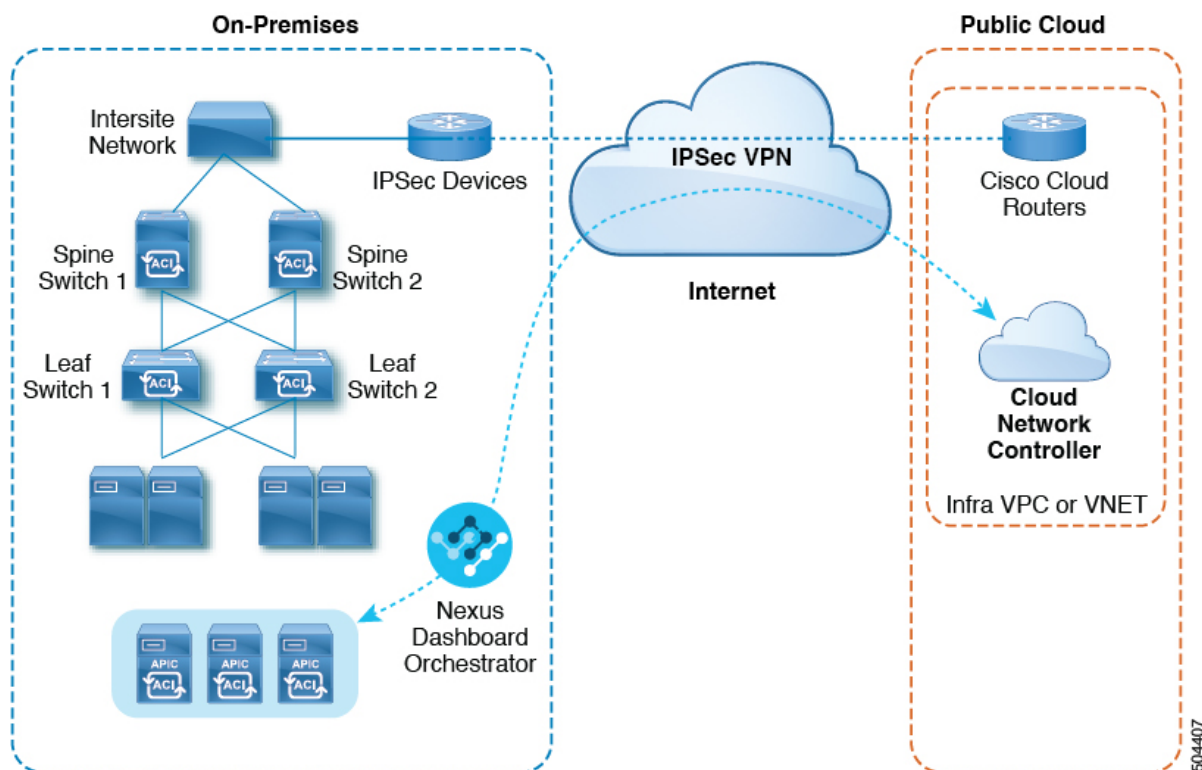 On-Premises
Public Cloud
Intersite
Network
IPSec Devices
IPSec VPN
Cisco Cloud
Routers
Spine
Switch 1
ACI
ACI
Spine
Switch 2
Internet
Leaf
Switch 1
ACI
ACI
Leaf
Switch 2
Cloud
Network
Controller
Infra VPC or VNET
Nexus
Dashboard
Orchestrator
APIC
ACI
APIC
ACI
APIC
ACI
504407